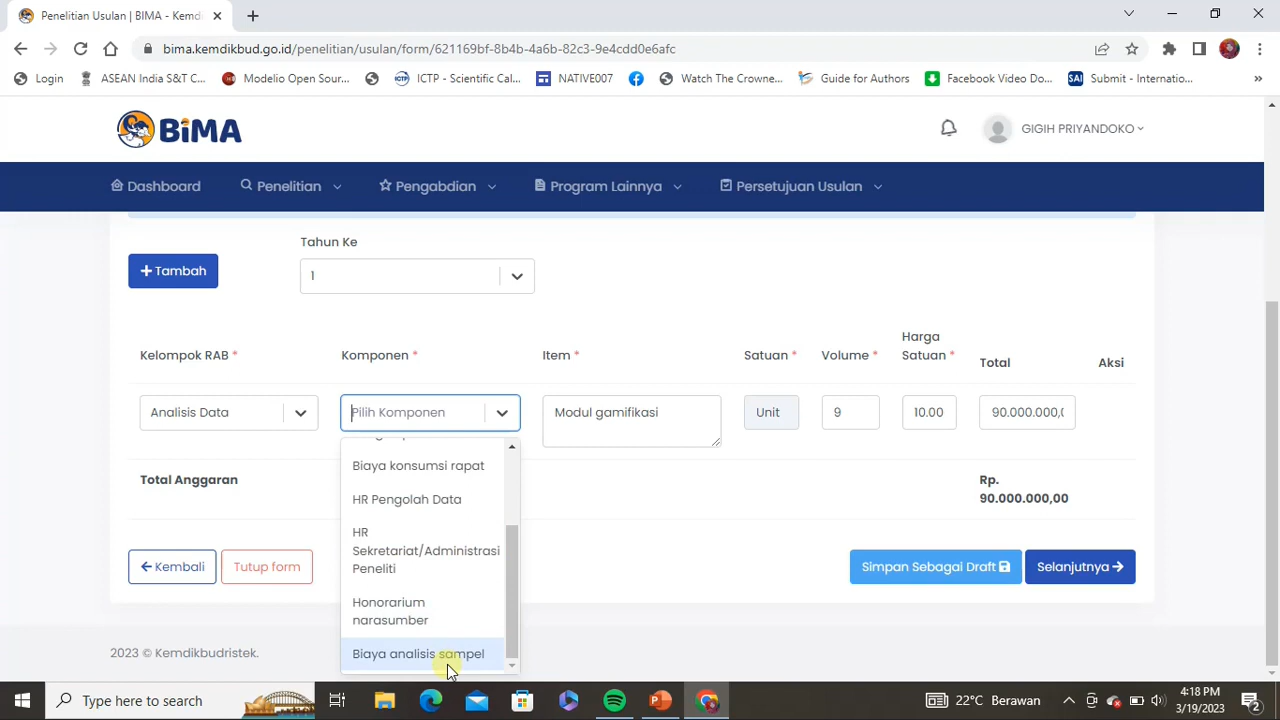 Penelitian Usulan | BIMA - Kemd
bima.kemdikbud.go.id/penelitian/usulan/form/621169bf-8b4b-4a6b-82c3-9e4cdd0e6afc
Login
ASEAN India S&T C...
Modelio Open Sour...
ICTP - Scientific Cal...
NATIVE007
Watch The Crowne...
Guide for Authors
Facebook Video Do...
SAI
Submit - Internatio...
»
BiMA
GIGIH PRIYANDOKO
Dashboard
Penelitian
Pengabdian
Program Lainnya
Persetujuan Usulan
Tahun Ke
+ Tambah
1
Kelompok RAB *
Komponen *
Item *
Satuan *
Volume *
Harga
Satuan *
Total
Aksi
Analisis Data
Pilih Komponen
Modul gamifikasi
Unit
9
10.00
90.000.000,(
Biaya konsumsi rapat
HR Pengolah Data
HR
Sekretariat/Administrasi
Peneliti
Honorarium
narasumber
Biaya analisis sampel
Total Anggaran
Rp.
90.000.000,00
Kembali
Tutup form
Simpan Sebagai Draft
Selanjutnya
2023 © Kemdikbudristek.
Type here to search
22°C Berawan
4:18 PM
3/19/2023
2